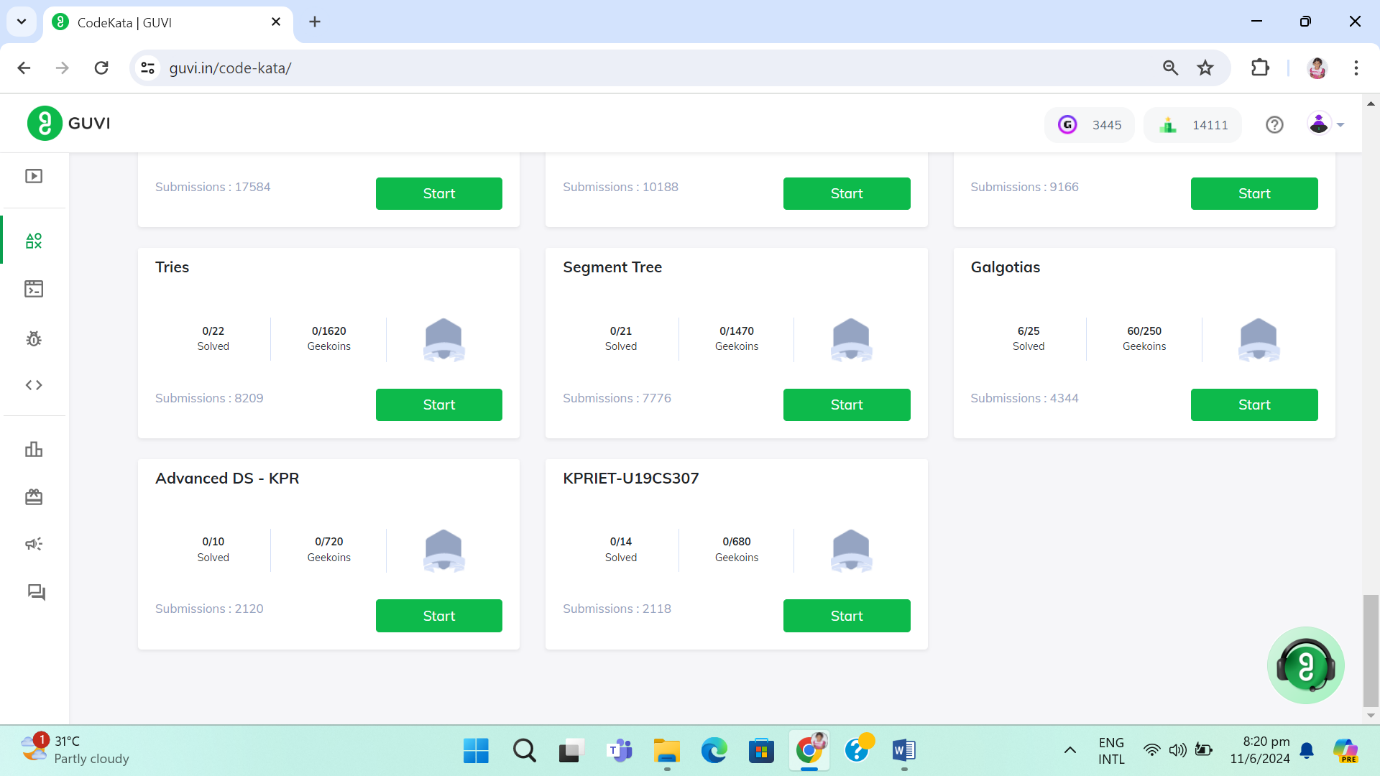 CodeKata | GUVI
guvi.in/code-kata/
GUVI
3445
14111
Submissions : 17584
Start
Submissions : 10188
Start
Submissions : 9166
Start
Tries
0/22
Solved
0/1620
Geekoins
Submissions : 8209
Start
Segment Tree
0/21
Solved
0/1470
Geekoins
Submissions : 7776
Start
Galgotias
6/25
Solved
60/250
Geekoins
Submissions : 4344
Start
Advanced DS - KPR
0/10
Solved
0/720
Geekoins
Submissions : 2120
Start
KPRIET-U19CS307
0/14
Solved
0/680
Geekoins
Submissions : 2118
Start
1
31°C
Partly cloudy
ENG
INTL
8:20 pm
11/6/2024
PRE